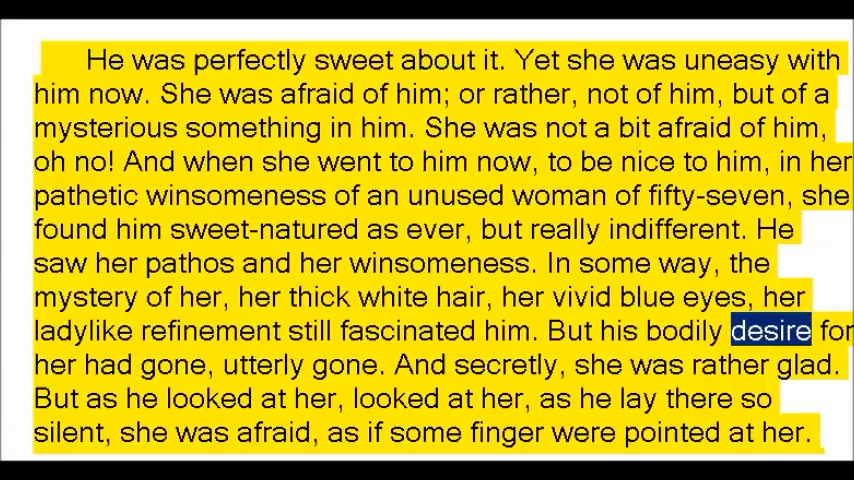 He was perfectly sweet about it. Yet she was uneasy with
him now. She was afraid of him; or rather, not of him, but of a
mysterious something in him. She was not a bit afraid of him,
oh no! And when she went to him now, to be nice to him, in her
pathetic winsomeness of an unused woman of fifty-seven, she
found him sweet-natured as ever, but really indifferent. He
saw her pathos and her winsomeness. In some way, the
mystery of her, her thick white hair, her vivid blue eyes, her
ladylike refinement still fascinated him. But his bodily desire for
her had gone, utterly gone. And secretly, she was rather glad.
But as he looked at her, looked at her, as he lay there so
silent, she was afraid, as if some finger were pointed at her.